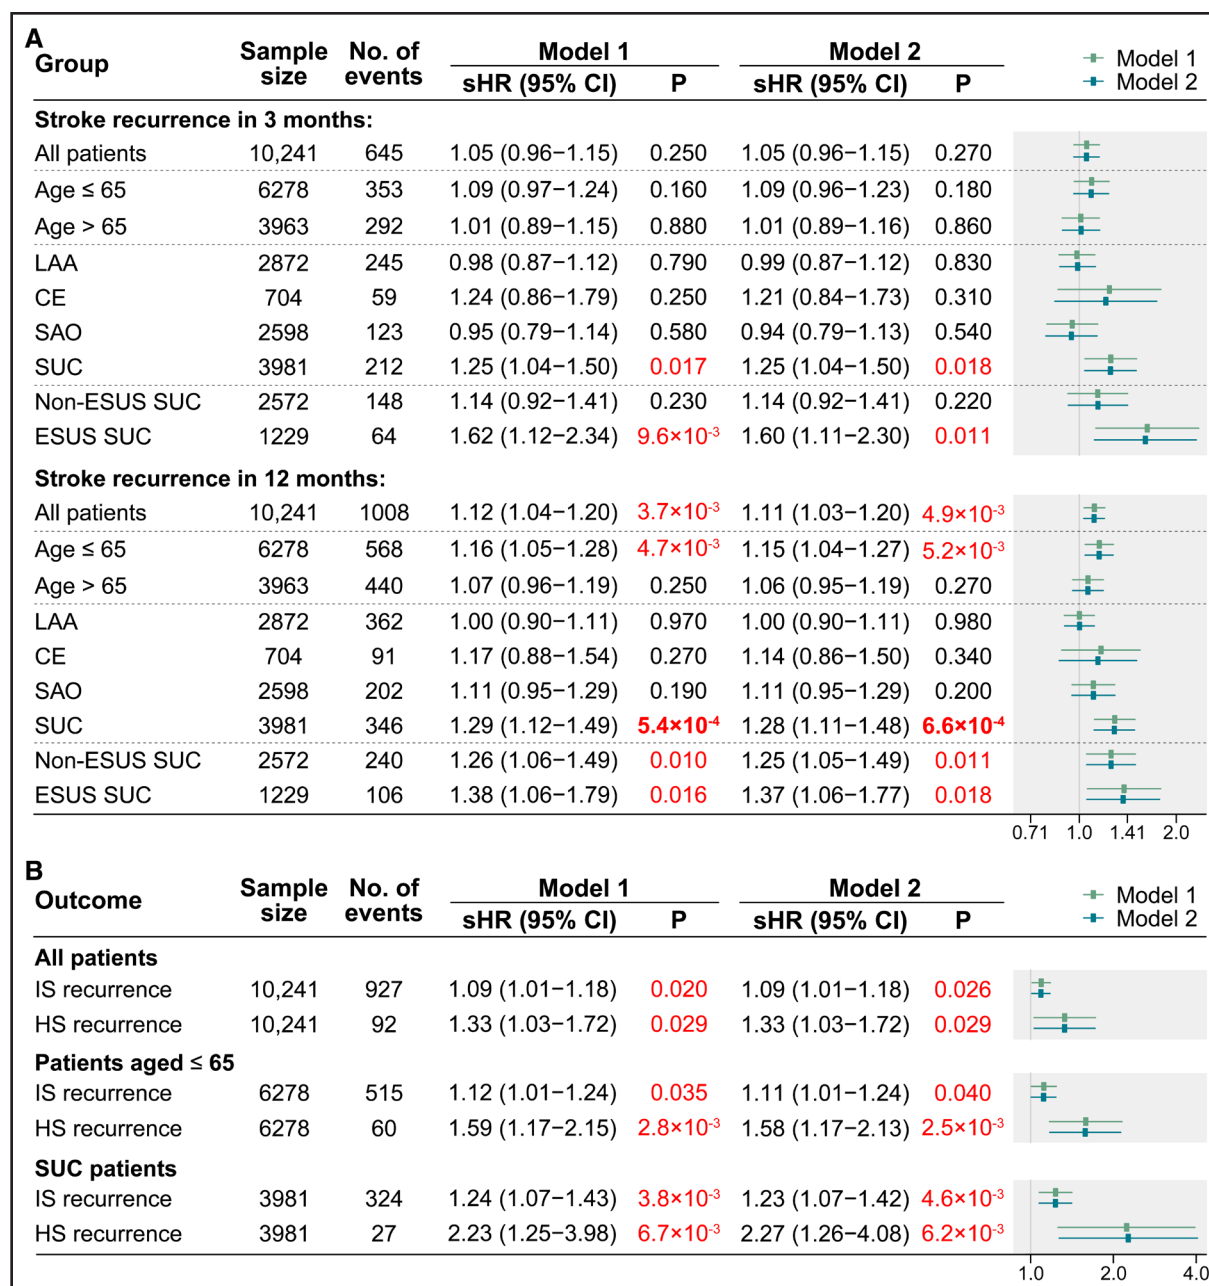 A
Group Sample size No. of events Model 1 Model 2 Model 1
sHR (95% CI) P sHR (95% CI) P Model 2
Stroke recurrence in 3 months:
All patients 10,241 645 1.05 (0.96−1.15) 0.250 1.05 (0.96−1.15) 0.270
Age ≤ 65 6278 353 1.09 (0.97−1.24) 0.160 1.09 (0.96−1.23) 0.180
Age > 65 3963 292 1.01 (0.89−1.15) 0.880 1.01 (0.89−1.16) 0.860
LAA 2872 245 0.98 (0.87−1.12) 0.790 0.99 (0.87−1.12) 0.830
CE 704 59 1.24 (0.86−1.79) 0.250 1.21 (0.84−1.73) 0.310
SAO 2598 123 0.95 (0.79−1.14) 0.580 0.94 (0.79−1.13) 0.540
SUC 3981 212 1.25 (1.04−1.50) 0.017 1.25 (1.04−1.50) 0.018
Non-ESUS SUC 2572 148 1.14 (0.92−1.41) 0.230 1.14 (0.92−1.41) 0.220
ESUS SUC 1229 64 1.62 (1.12−2.34) 9.6×10⁻³ 1.60 (1.11−2.30) 0.011
Stroke recurrence in 12 months:
All patients 10,241 1008 1.12 (1.04−1.20) 3.7×10⁻³ 1.11 (1.03−1.20) 4.9×10⁻³
Age ≤ 65 6278 568 1.16 (1.05−1.28) 4.7×10⁻³ 1.15 (1.04−1.27) 5.2×10⁻³
Age > 65 3963 440 1.07 (0.96−1.19) 0.250 1.06 (0.95−1.19) 0.270
LAA 2872 362 1.00 (0.90−1.11) 0.970 1.00 (0.90−1.11) 0.980
CE 704 91 1.17 (0.88−1.54) 0.270 1.14 (0.86−1.50) 0.340
SAO 2598 202 1.11 (0.95−1.29) 0.190 1.11 (0.95−1.29) 0.200
SUC 3981 346 1.29 (1.12−1.49) 5.4×10⁻⁴ 1.28 (1.11−1.48) 6.6×10⁻⁴
Non-ESUS SUC 2572 240 1.26 (1.06−1.49) 0.010 1.25 (1.05−1.49) 0.011
ESUS SUC 1229 106 1.38 (1.06−1.79) 0.016 1.37 (1.06−1.77) 0.018
0.71 1.0 1.41 2.0
B
Outcome Sample size No. of events Model 1 Model 2 Model 1
sHR (95% CI) P sHR (95% CI) P Model 2
All patients
IS recurrence 10,241 927 1.09 (1.01−1.18) 0.020 1.09 (1.01−1.18) 0.026
HS recurrence 10,241 92 1.33 (1.03−1.72) 0.029 1.33 (1.03−1.72) 0.029
Patients aged ≤ 65
IS recurrence 6278 515 1.12 (1.01−1.24) 0.035 1.11 (1.01−1.24) 0.040
HS recurrence 6278 60 1.59 (1.17−2.15) 2.8×10⁻³ 1.58 (1.17−2.13) 2.5×10⁻³
SUC patients
IS recurrence 3981 324 1.24 (1.07−1.43) 3.8×10⁻³ 1.23 (1.07−1.42) 4.6×10⁻³
HS recurrence 3981 27 2.23 (1.25−3.98) 6.7×10⁻³ 2.27 (1.26−4.08) 6.2×10⁻³
1.0 2.0 4.0